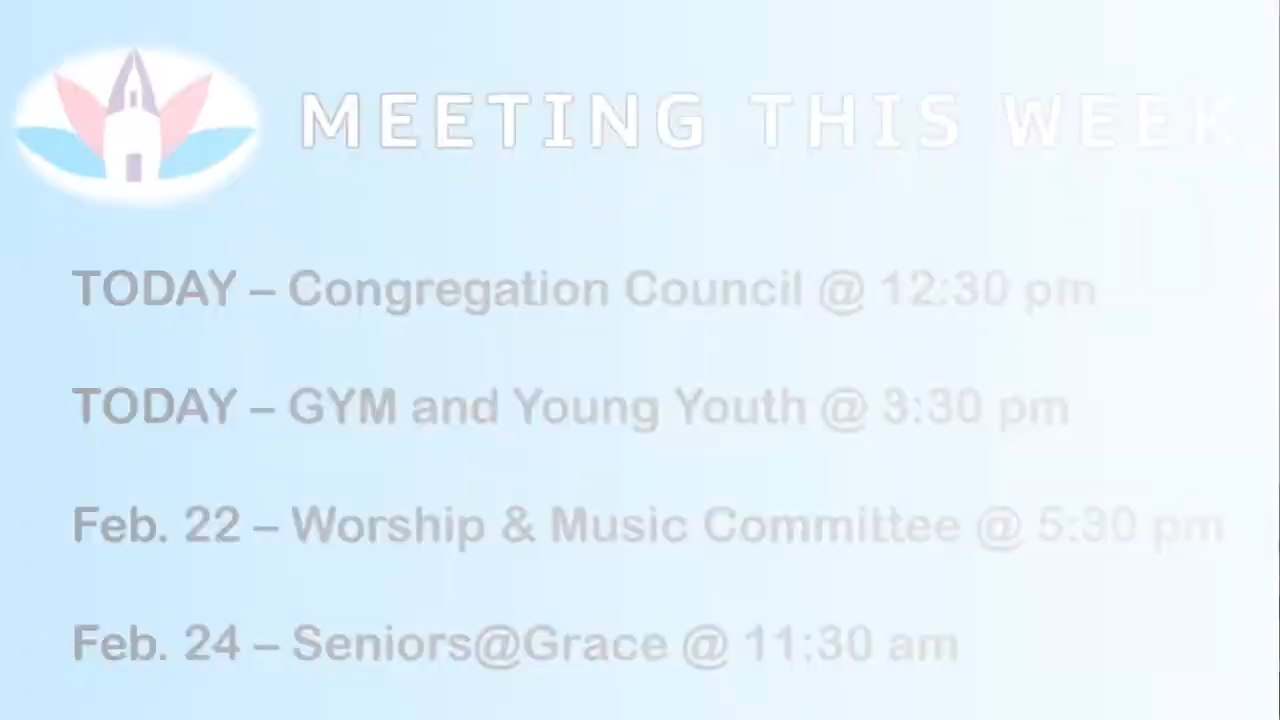 MEETING THIS WEEK
TODAY – Congregation Council @ 12:30 pm
TODAY – GYM and Young Youth @ 3:30 pm
Feb. 22 – Worship & Music Committee @ 5:30 pm
Feb. 24 – Seniors@Grace @ 11:30 am